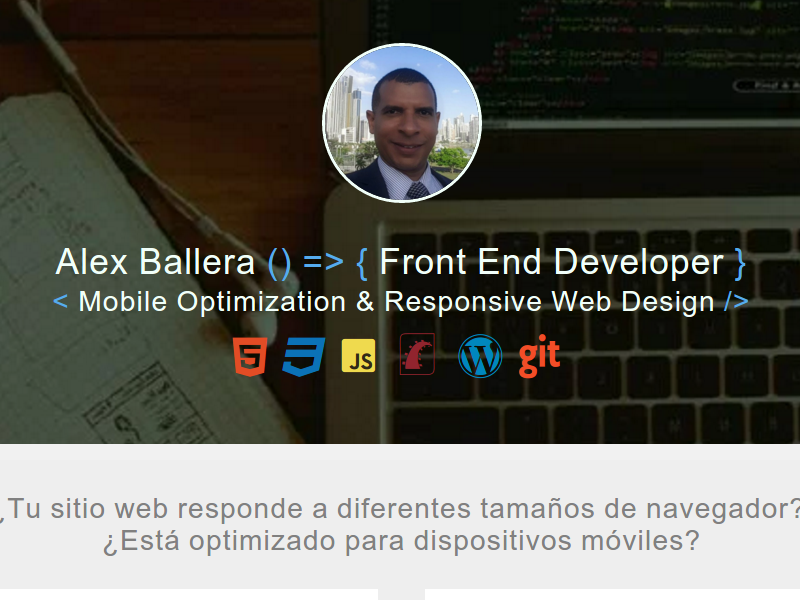 Alex Ballera () => { Front End Developer }
< Mobile Optimization & Responsive Web Design />
JS
git
¿Tu sitio web responde a diferentes tamaños de navegador?
¿Está optimizado para dispositivos móviles?